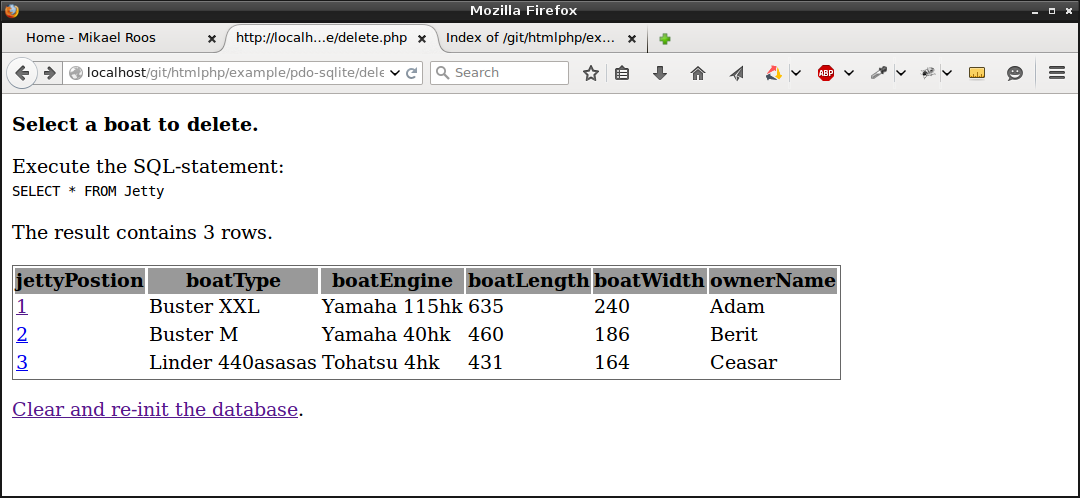 Mozilla Firefox
Home - Mikael Roos
http://localh...e/delete.php
Index of /git/htmlphp/ex...
localhost/git/htmlphp/example/pdo-sqlite/dele
Search
ABP
Select a boat to delete.
Execute the SQL-statement:
SELECT * FROM Jetty
The result contains 3 rows.
jettyPostion boatType boatEngine boatLength boatWidth ownerName
1 Buster XXL Yamaha 115hk 635 240 Adam
2 Buster M Yamaha 40hk 460 186 Berit
3 Linder 440asasas Tohatsu 4hk 431 164 Ceasar
Clear and re-init the database.